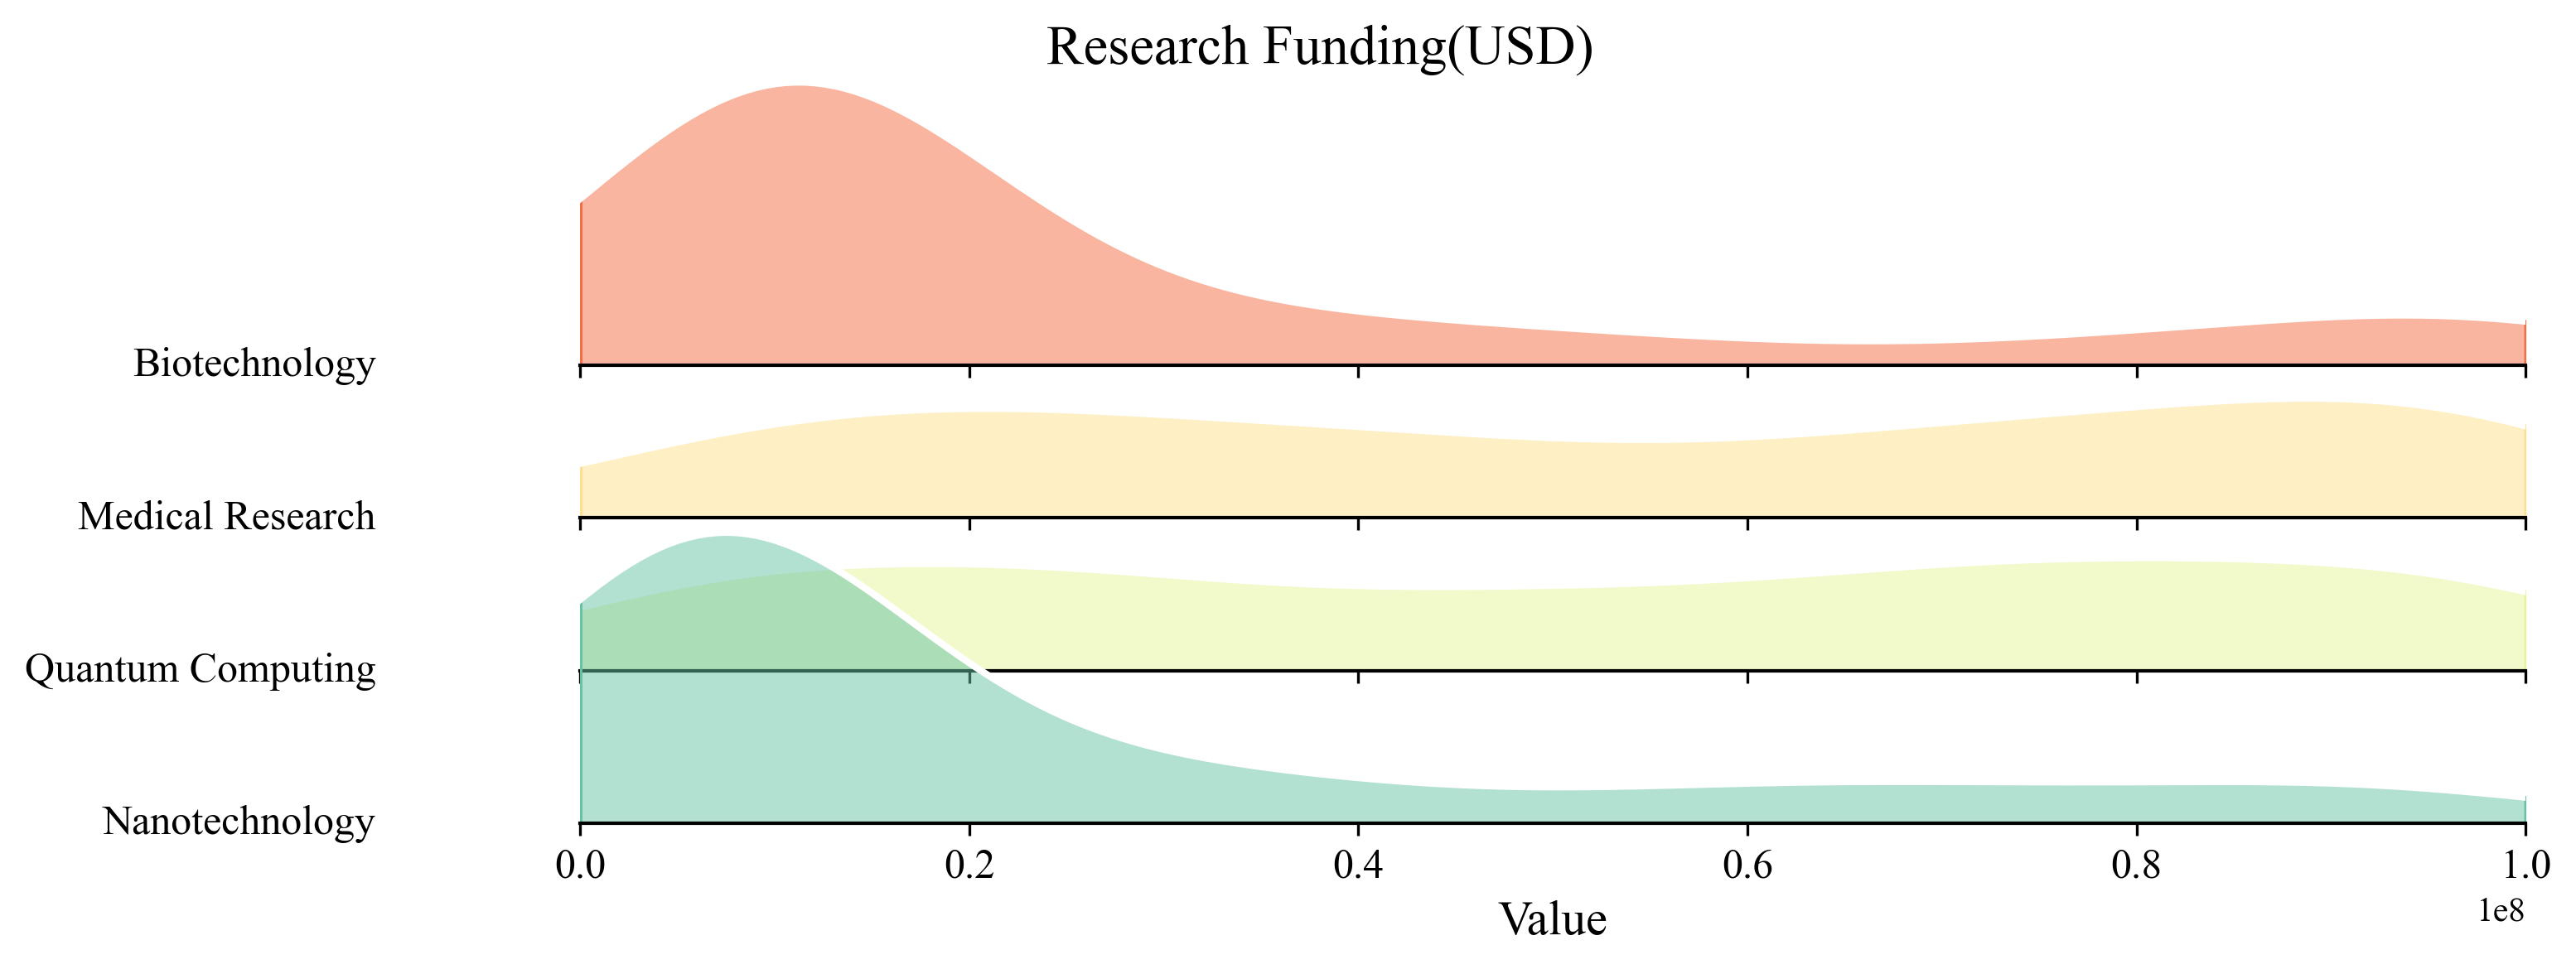 Research Funding(USD)
Biotechnology
Medical Research
Quantum Computing
Nanotechnology
0.0 0.2 0.4 0.6 0.8 1.0
1e8
Value